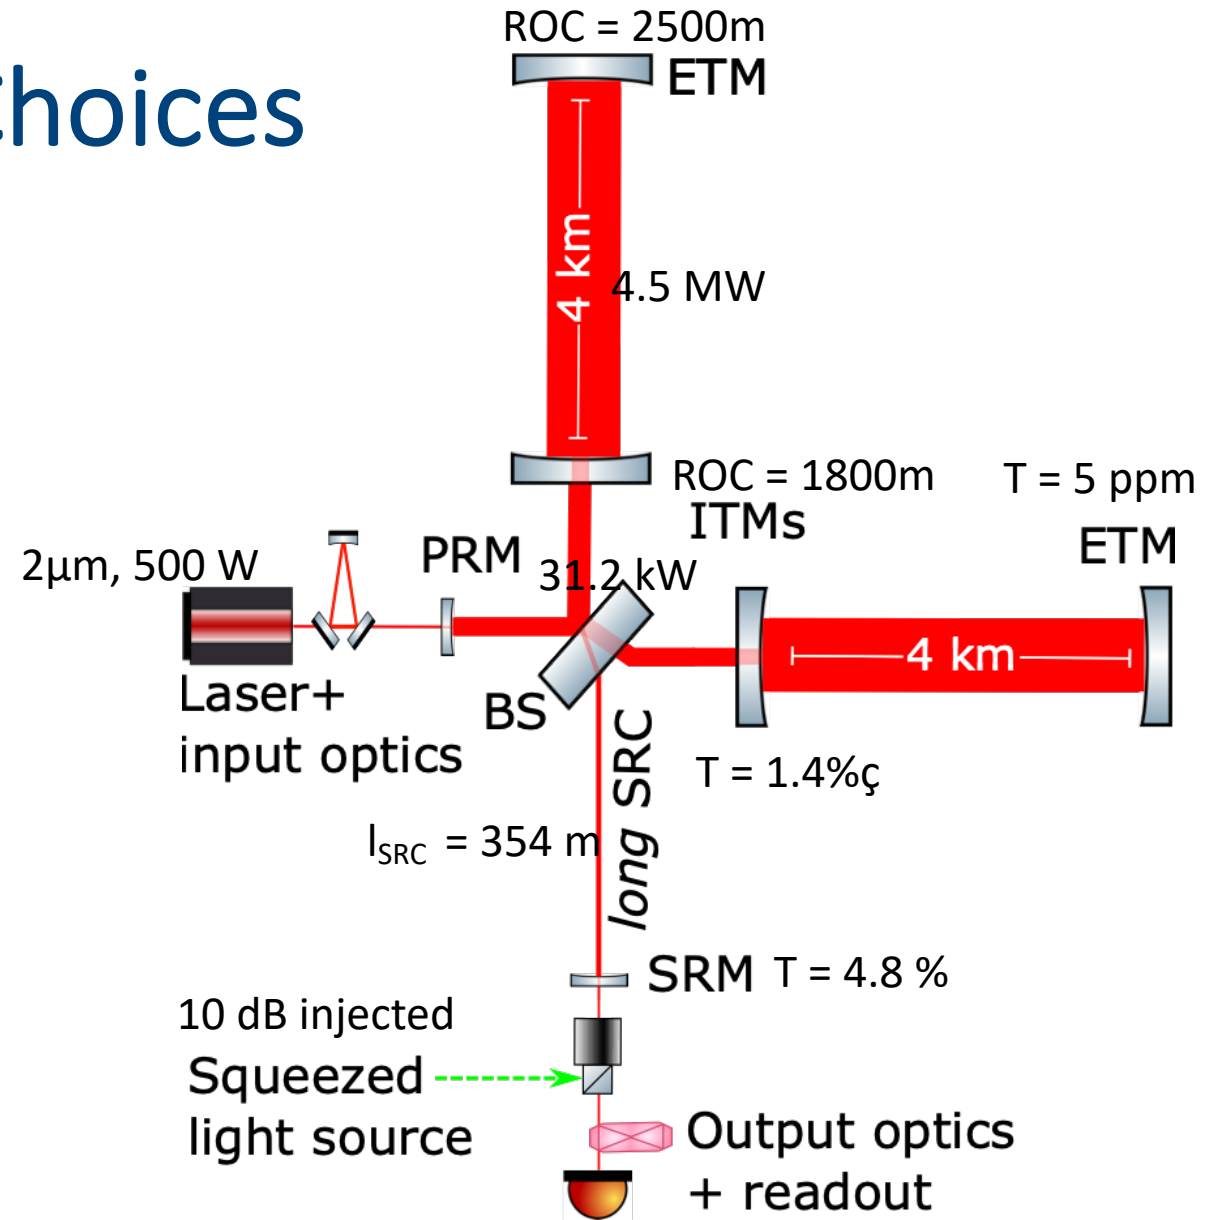 ROC = 2500m
ETM
Choices
4 km
4.5 MW
ROC = 1800m
ITMs
T = 5 ppm
ETM
PRM
2µm, 500 W
31.2 kW
4 km
Laser+
input optics
BS
long SRC
T = 1.4%ç
lSRC = 354 m
SRM T = 4.8 %
10 dB injected
Squeezed
light source
Output optics
+ readout